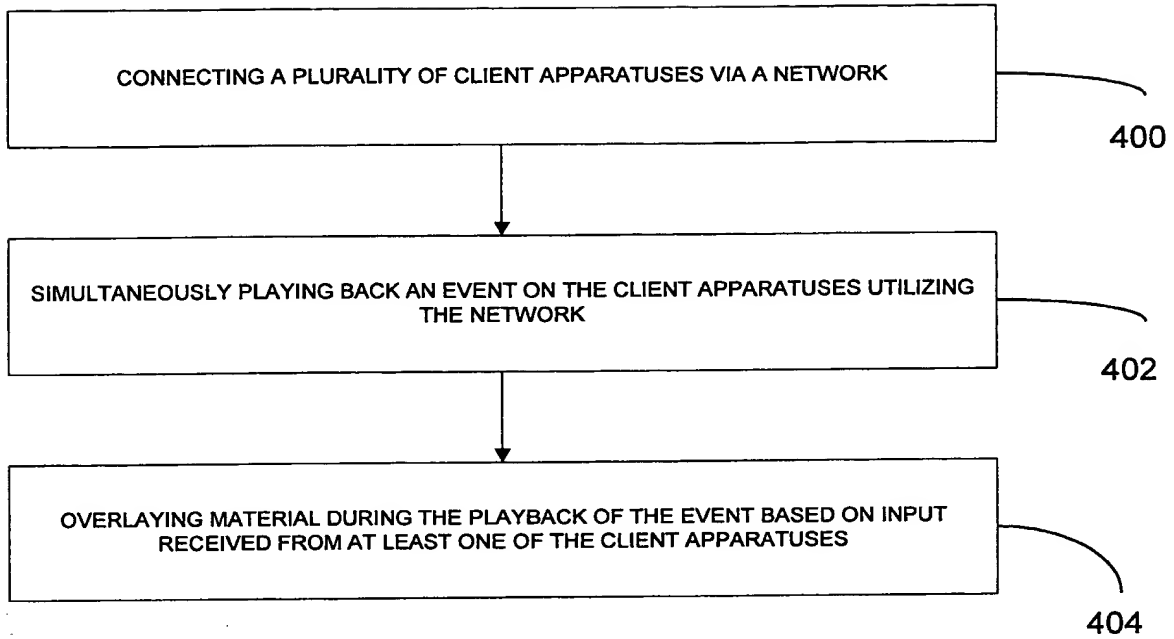 CONNECTING A PLURALITY OF CLIENT APPARATUSES VIA A NETWORK
400
SIMULTANEOUSLY PLAYING BACK AN EVENT ON THE CLIENT APPARATUSES UTILIZING
THE NETWORK
402
OVERLAYING MATERIAL DURING THE PLAYBACK OF THE EVENT BASED ON INPUT
RECEIVED FROM AT LEAST ONE OF THE CLIENT APPARATUSES
404